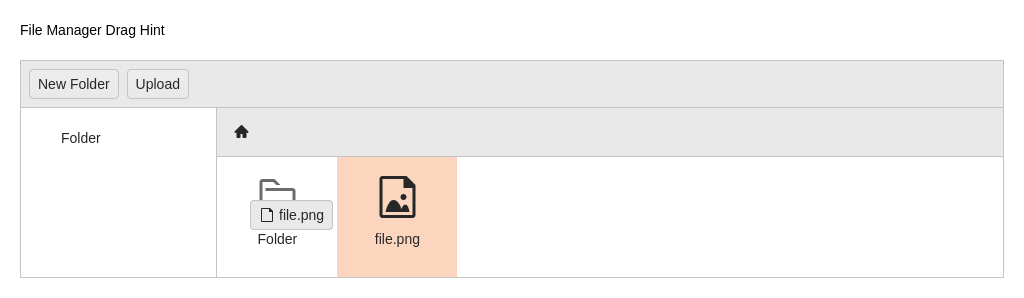 File Manager Drag Hint
New Folder Upload
Folder
file.png
Folder file.png